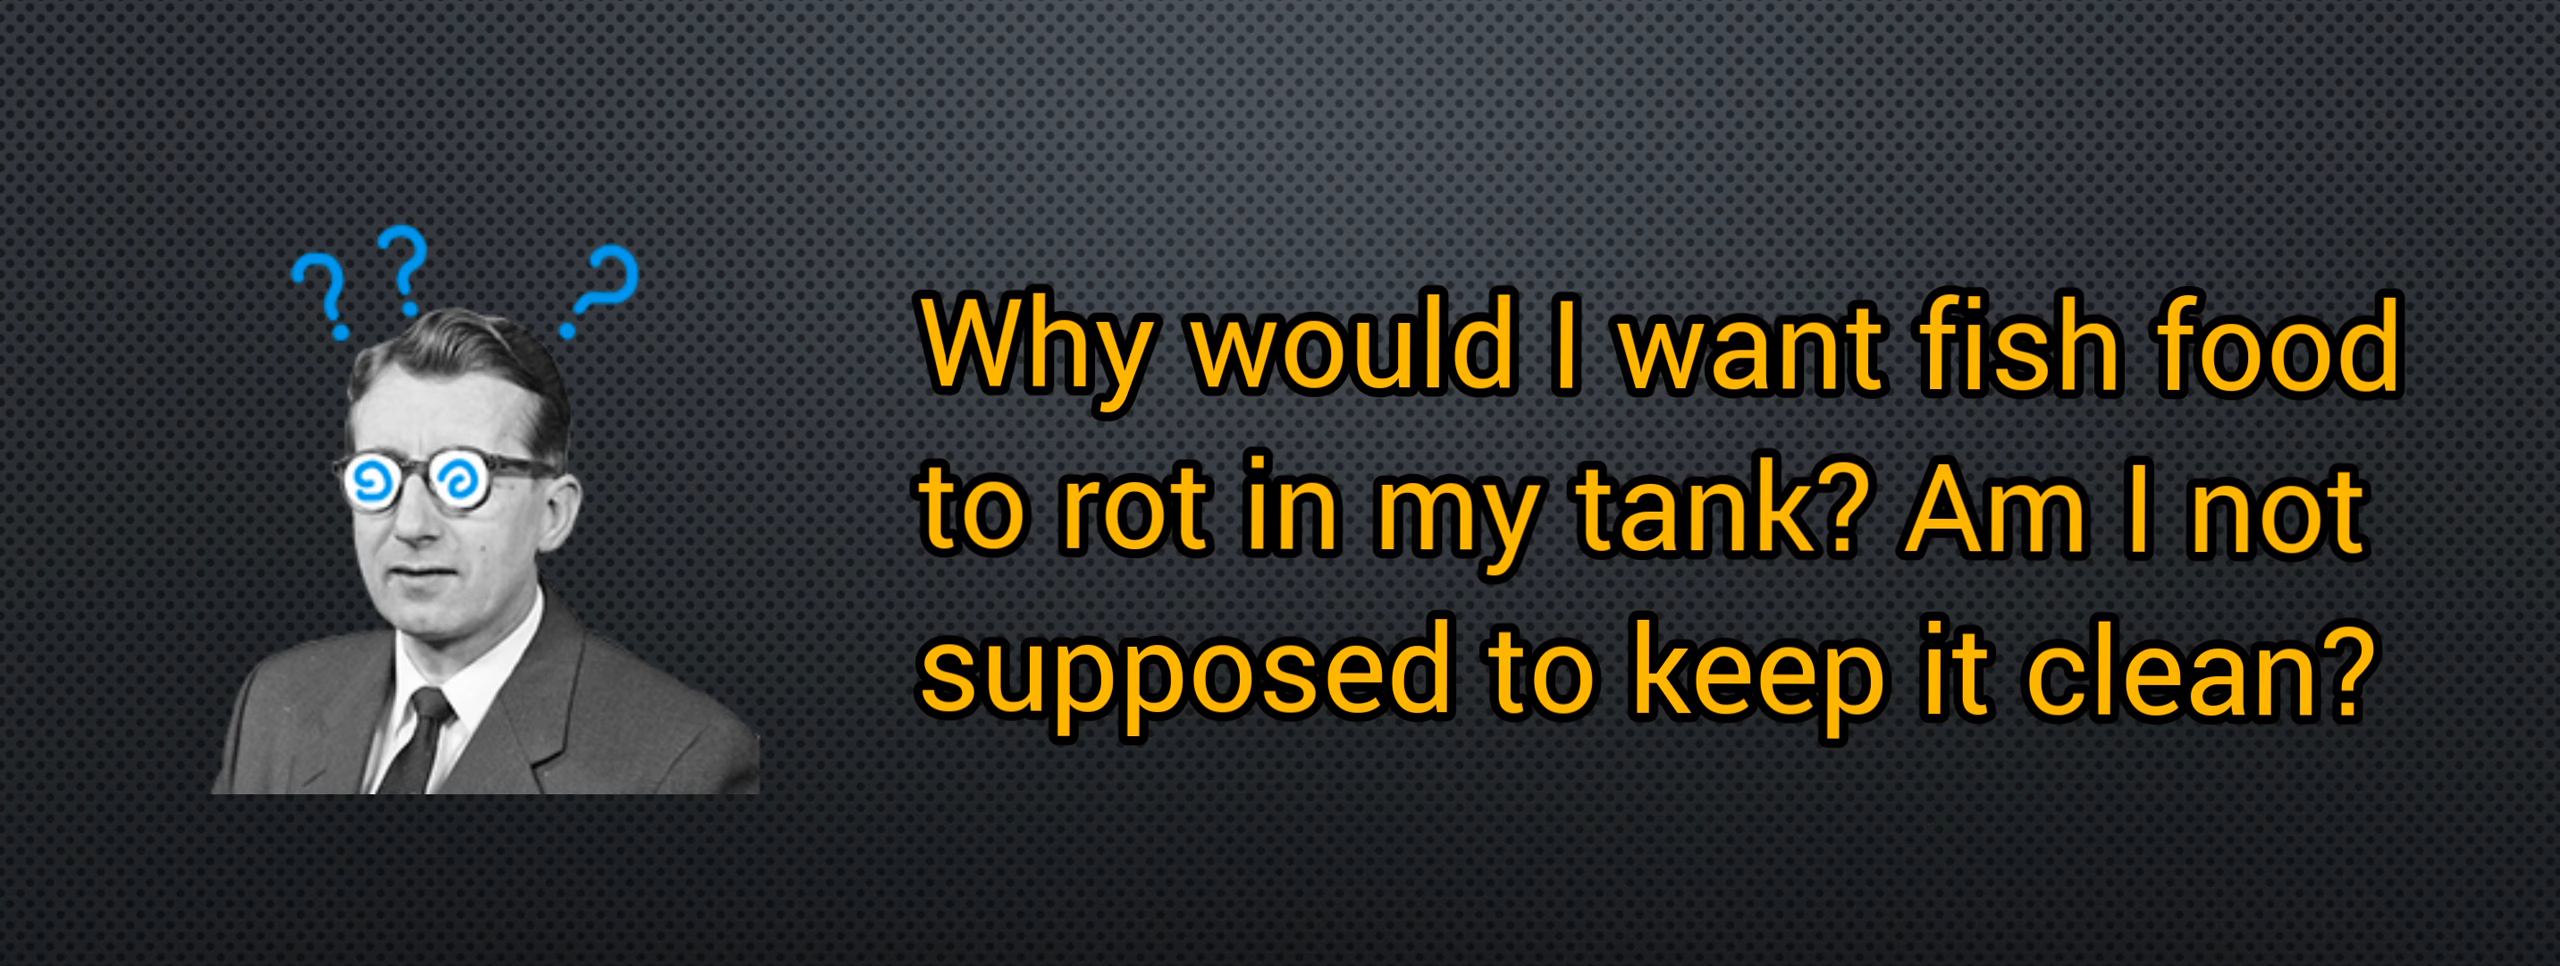 Why would I want fish food
to rot in my tank? Am I not
supposed to keep it clean?